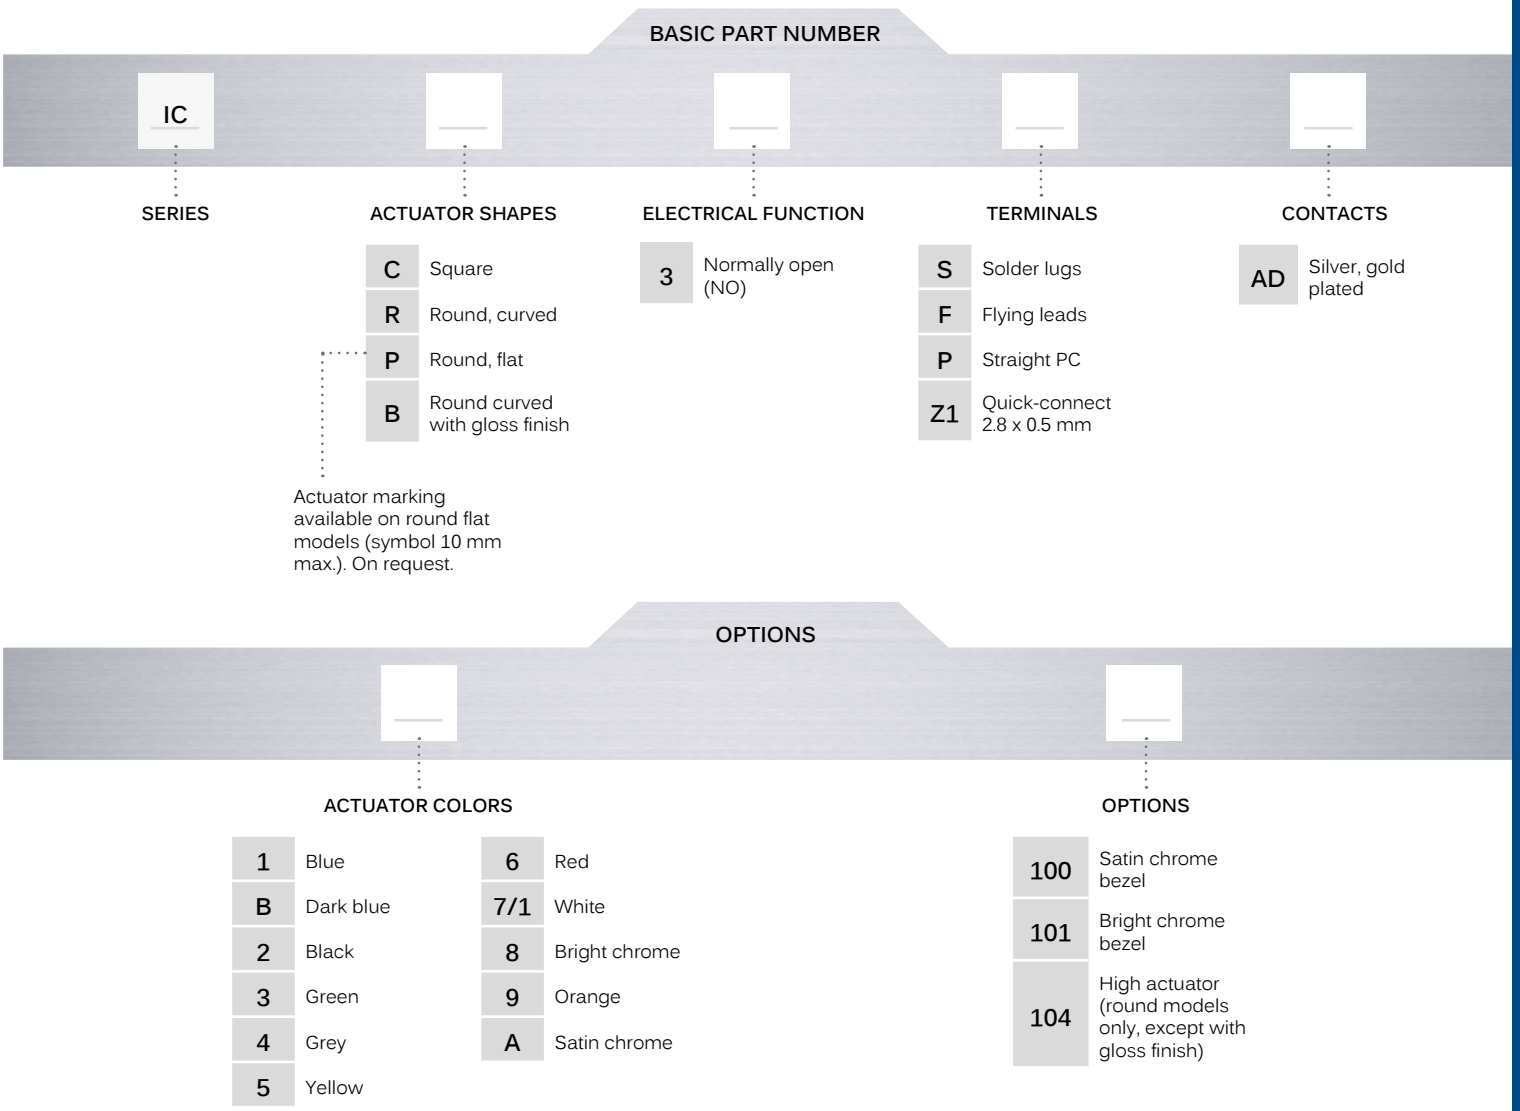 BASIC PART NUMBER
IC
SERIES
ACTUATOR SHAPES
C Square
R Round, curved
P Round, flat
B Round curved
with gloss finish
Actuator marking
available on round flat
models (symbol 10 mm
max.). On request.
ELECTRICAL FUNCTION
3 Normally open
(NO)
TERMINALS
S Solder lugs
F Flying leads
P Straight PC
Z1 Quick-connect
2.8 x 0.5 mm
CONTACTS
AD Silver, gold
plated
OPTIONS
ACTUATOR COLORS
1 Blue
B Dark blue
2 Black
3 Green
4 Grey
5 Yellow
6 Red
7/1 White
8 Bright chrome
9 Orange
A Satin chrome
OPTIONS
100 Satin chrome
bezel
101 Bright chrome
bezel
104 High actuator
(round models
only, except with
gloss finish)